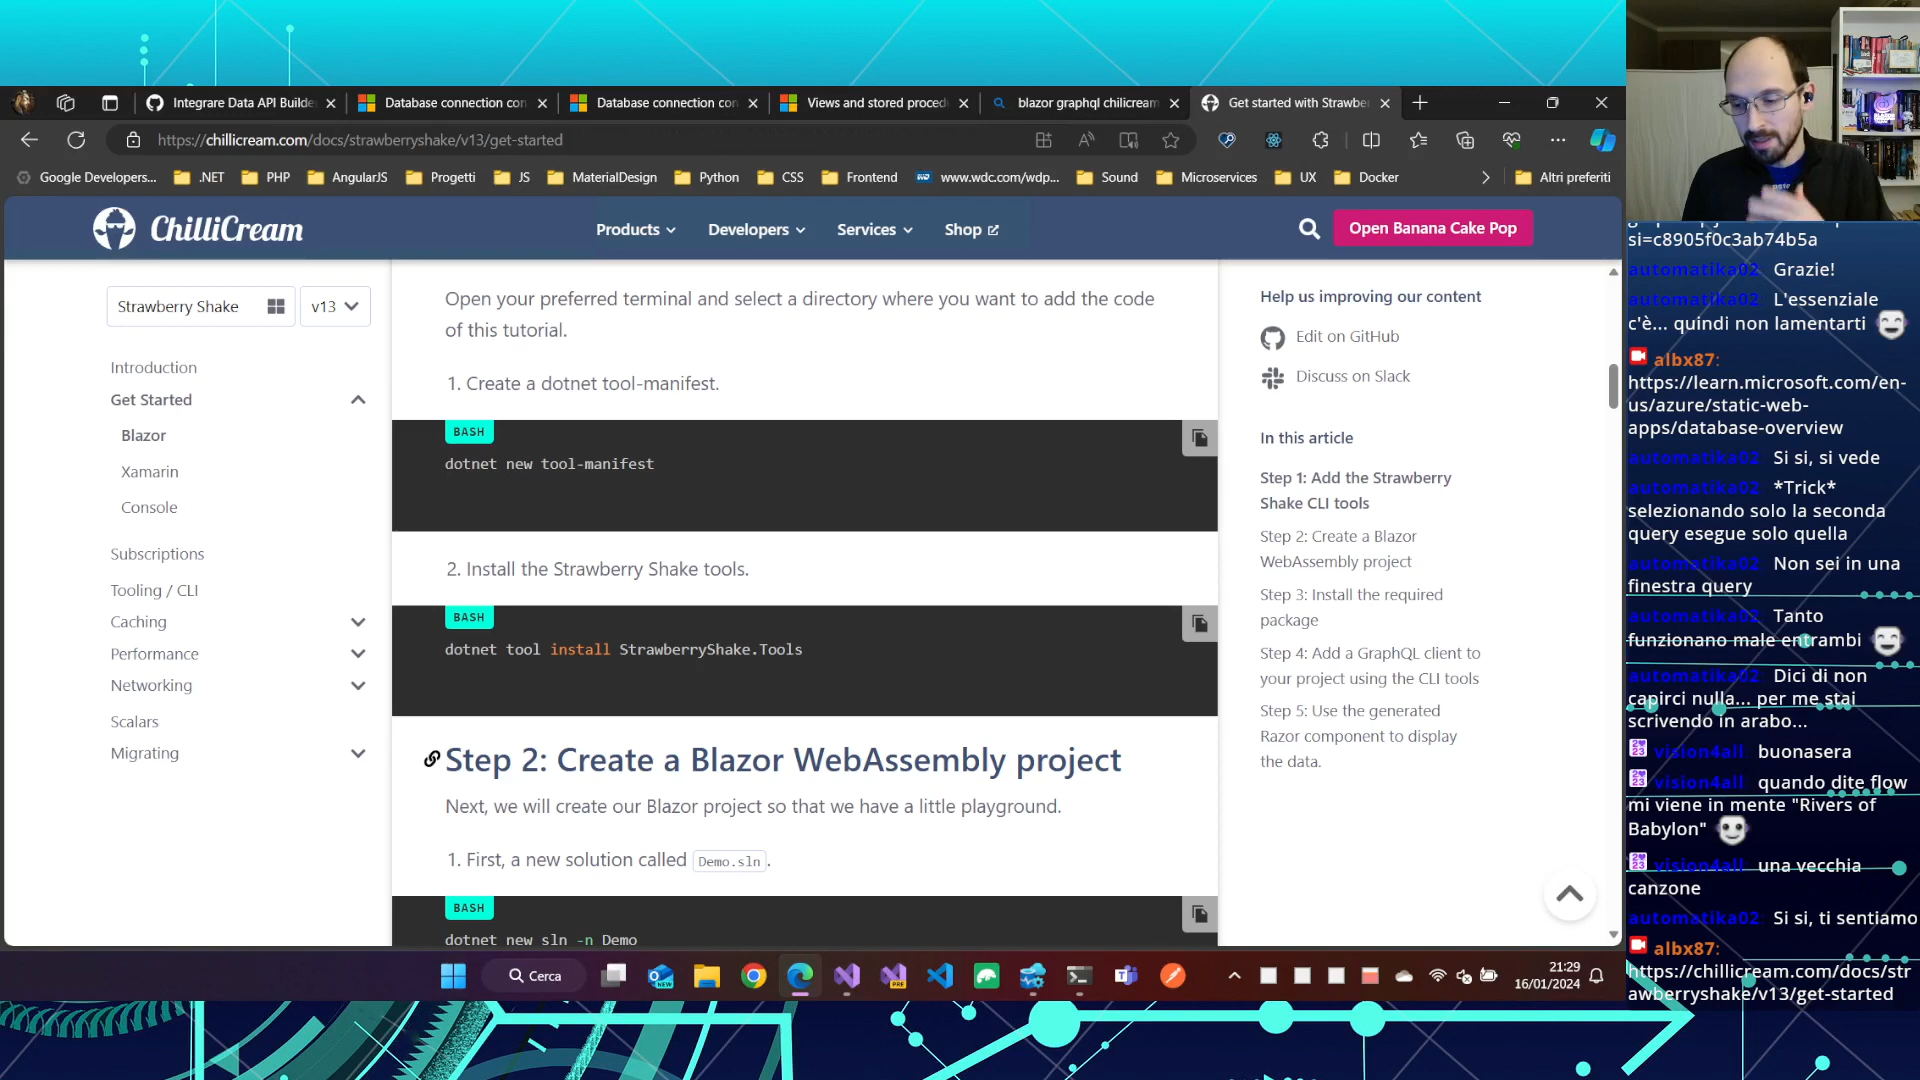 Integrare Data API Builde
Database connection con
Database connection con
Views and stored proced
blazor graphql chillicream
Get started with Strawbe
https://chillicream.com/docs/strawberryshake/v13/get-started
Google Developers...
.NET
PHP
AngularJS
Progetti
JS
MaterialDesign
Python
CSS
Frontend
www.wdc.com/wdp...
Sound
Microservices
UX
Docker
Altri preferiti
ChilliCream
Products
Developers
Services
Shop
Open Banana Cake Pop
Strawberry Shake
v13
Introduction
Get Started
Blazor
Xamarin
Console
Subscriptions
Tooling / CLI
Caching
Performance
Networking
Scalars
Migrating
Open your preferred terminal and select a directory where you want to add the code
of this tutorial.
1. Create a dotnet tool-manifest.
BASH
dotnet new tool-manifest
2. Install the Strawberry Shake tools.
BASH
dotnet tool install StrawberryShake.Tools
Step 2: Create a Blazor WebAssembly project
Next, we will create our Blazor project so that we have a little playground.
1. First, a new solution called Demo.sln.
BASH
dotnet new sln -n Demo
Help us improving our content
Edit on GitHub
Discuss on Slack
In this article
Step 1: Add the Strawberry
Shake CLI tools
Step 2: Create a Blazor
WebAssembly project
Step 3: Install the required
package
Step 4: Add a GraphQL client to
your project using the CLI tools
Step 5: Use the generated
Razor component to display
the data.
Cerca
21:29
16/01/2024
si=c8905f0c3ab74b5a
automatika02 Grazie!
automatika02 L'essenziale
c'è... quindi non lamentarti
albx87:
https://learn.microsoft.com/en-
us/azure/static-web-
apps/database-overview
automatika02 Si si, si vede
automatika02 *Trick*
selezionando solo la seconda
query esegue solo quella
automatika02 Non sei in una
finestra query
automatika02 Tanto
funzionano male entrambi
automatika02 Dici di non
capirci nulla... per me stai
scrivendo in arabo...
vision4all buonasera
vision4all quando dite flow
mi viene in mente "Rivers of
Babylon"
vision4all una vecchia
canzone
automatika02 Si si, ti sentiamo
albx87:
https://chillicream.com/docs/str
awberryshake/v13/get-started